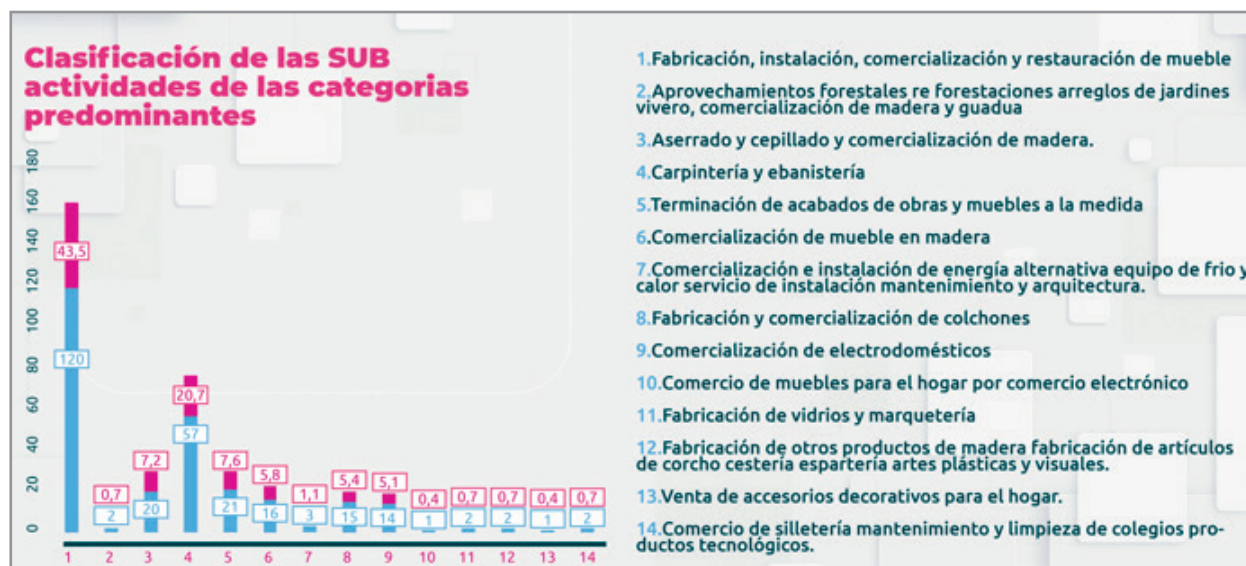 Clasificación de las SUB
actividades de las categorias
predominantes
180
160
140
120
100
80
60
40
20
0
43,5
120
0,7
2
7,2
20
20,7
57
7,6
21
5,8
16
1,1
3
5,4
15
5,1
14
0,4
1
0,7
2
0,7
2
0,4
1
0,7
2
1 2 3 4 5 6 7 8 9 10 11 12 13 14
1.Fabricación, instalación, comercialización y restauración de mueble
2.Aprovechamientos forestales re forestaciones arreglos de jardines
vivero, comercialización de madera y guadua
3.Aserrado y cepillado y comercialización de madera.
4.Carpintería y ebanistería
5.Terminación de acabados de obras y muebles a la medida
6.Comercialización de mueble en madera
7.Comercialización e instalación de energía alternativa equipo de frio y
calor servicio de instalación mantenimiento y arquitectura.
8.Fabricación y comercialización de colchones
9.Comercialización de electrodomésticos
10.Comercio de muebles para el hogar por comercio electrónico
11.Fabricación de vidrios y marquetería
12.Fabricación de otros productos de madera fabricación de artículos
de corcho cestería espartería artes plásticas y visuales.
13.Venta de accesorios decorativos para el hogar.
14.Comercio de silletería mantenimiento y limpieza de colegios pro-
ductos tecnológicos.